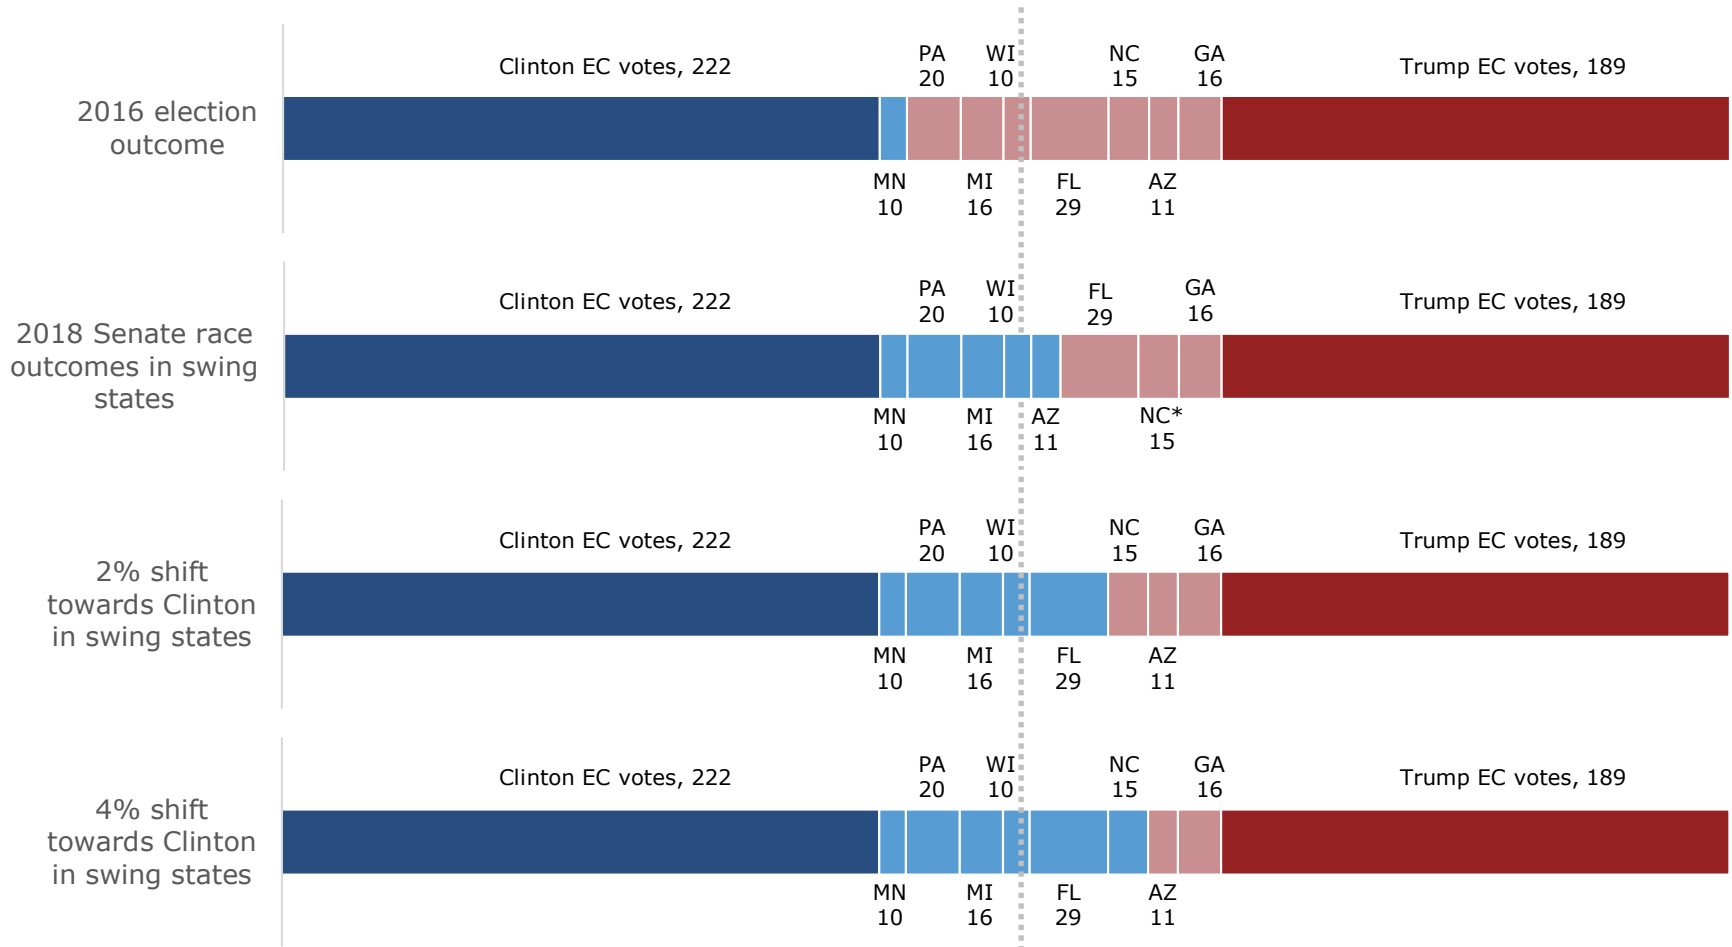 PA WI NC GA
Clinton EC votes, 222 20 10 15 16 Trump EC votes, 189
2016 election
outcome
MN MI FL AZ
10 16 29 11
PA WI FL GA
Clinton EC votes, 222 20 10 29 16 Trump EC votes, 189
2018 Senate race
outcomes in swing
states
MN MI AZ NC*
10 16 11 15
PA WI NC GA
Clinton EC votes, 222 20 10 15 16 Trump EC votes, 189
2% shift
towards Clinton
in swing states
MN MI FL AZ
10 16 29 11
PA WI NC GA
Clinton EC votes, 222 20 10 15 16 Trump EC votes, 189
4% shift
towards Clinton
in swing states
MN MI FL AZ
10 16 29 11